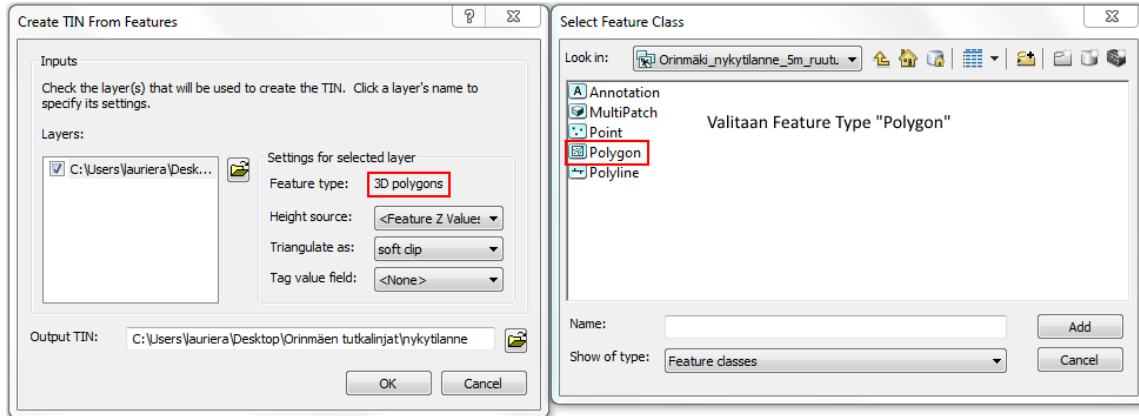 Create TIN From Features
Inputs
Check the layer(s) that will be used to create the TIN. Click a layer's name to
specify its settings.
Layers:
C:\Users\lauriera\Desk...
Settings for selected layer
Feature type: 3D polygons
Height source: <Feature Z Values
Triangulate as: soft clip
Tag value field: <None>
Output TIN: C:\Users\lauriera\Desktop\Orinmäen tutkalinjat\nykytilanne
OK Cancel
Select Feature Class
Look in: Orinmäki_nykytilanne_5m_ruutu
Annotation
MultiPatch
Point
Polygon
Polyline
Valitaan Feature Type "Polygon"
Name:
Add
Show of type: Feature classes
Cancel